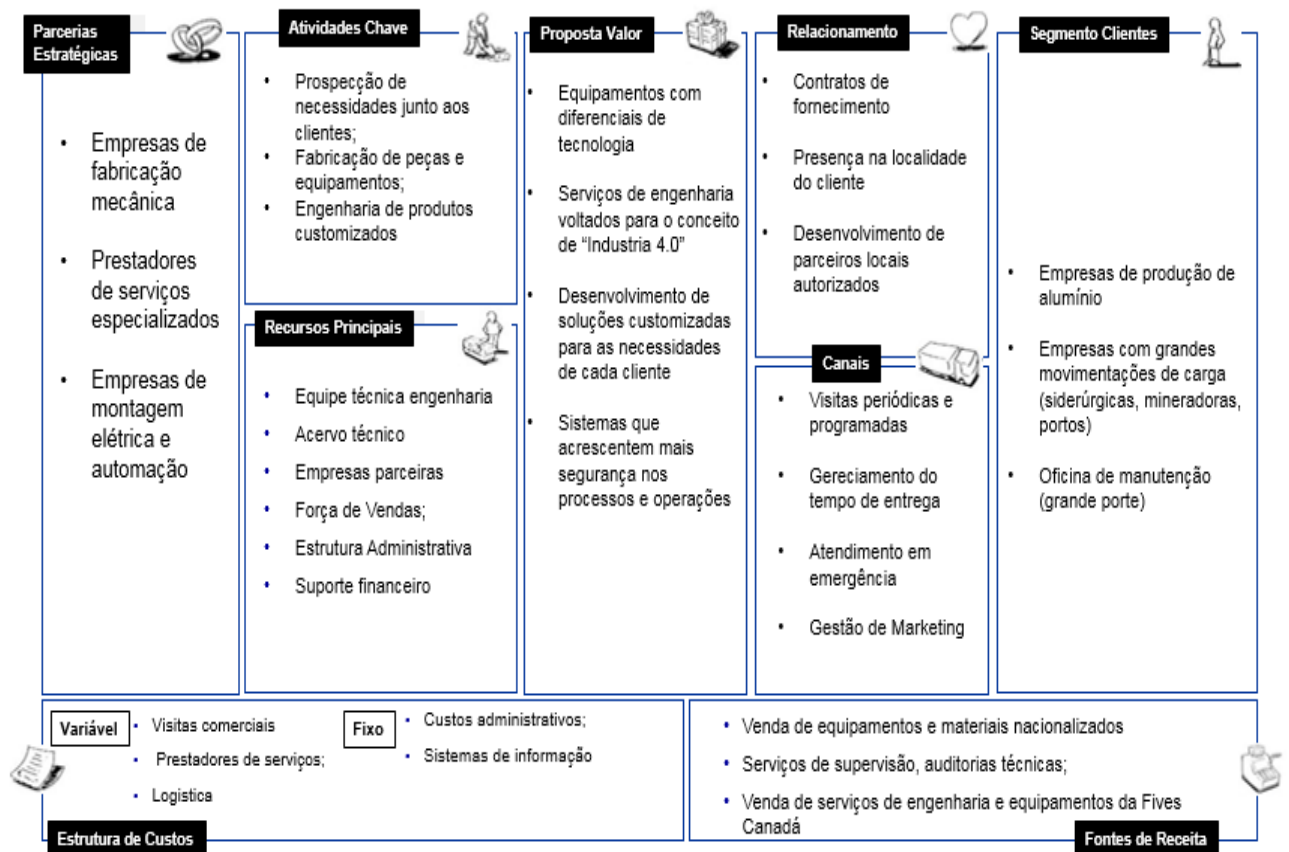 Parcerias
Estratégicas
• Empresas de
fabricação
mecânica
• Prestadores
de serviços
especializados
• Empresas de
montagem
elétrica e
automação
Atividades Chave
• Prospecção de
necessidades junto aos
clientes;
• Fabricação de peças e
equipamentos;
• Engenharia de produtos
customizados
Recursos Principais
• Equipe técnica engenharia
• Acervo técnico
• Empresas parceiras
• Força de Vendas;
• Estrutura Administrativa
• Suporte financeiro
Proposta Valor
• Equipamentos com
diferenciais de
tecnologia
• Serviços de engenharia
voltados para o conceito
de “Industria 4.0”
• Desenvolvimento de
soluções customizadas
para as necessidades
de cada cliente
• Sistemas que
acrescentem mais
segurança nos
processos e operações
Relacionamento
• Contratos de
fornecimento
• Presença na localidade
do cliente
• Desenvolvimento de
parceiros locais
autorizados
Canais
• Visitas periódicas e
programadas
• Gereciamento do
tempo de entrega
• Atendimento em
emergência
• Gestão de Marketing
Segmento Clientes
• Empresas de produção de
alumínio
• Empresas com grandes
movimentações de carga
(siderúrgicas, mineradoras,
portos)
• Oficina de manutenção
(grande porte)
Variável
• Visitas comerciais
• Prestadores de serviços;
• Logistica
Fixo
• Custos administrativos;
• Sistemas de informação
Estrutura de Custos
• Venda de equipamentos e materiais nacionalizados
• Serviços de supervisão, auditorias técnicas;
• Venda de serviços de engenharia e equipamentos da Fives
Canadá
Fontes de Receita